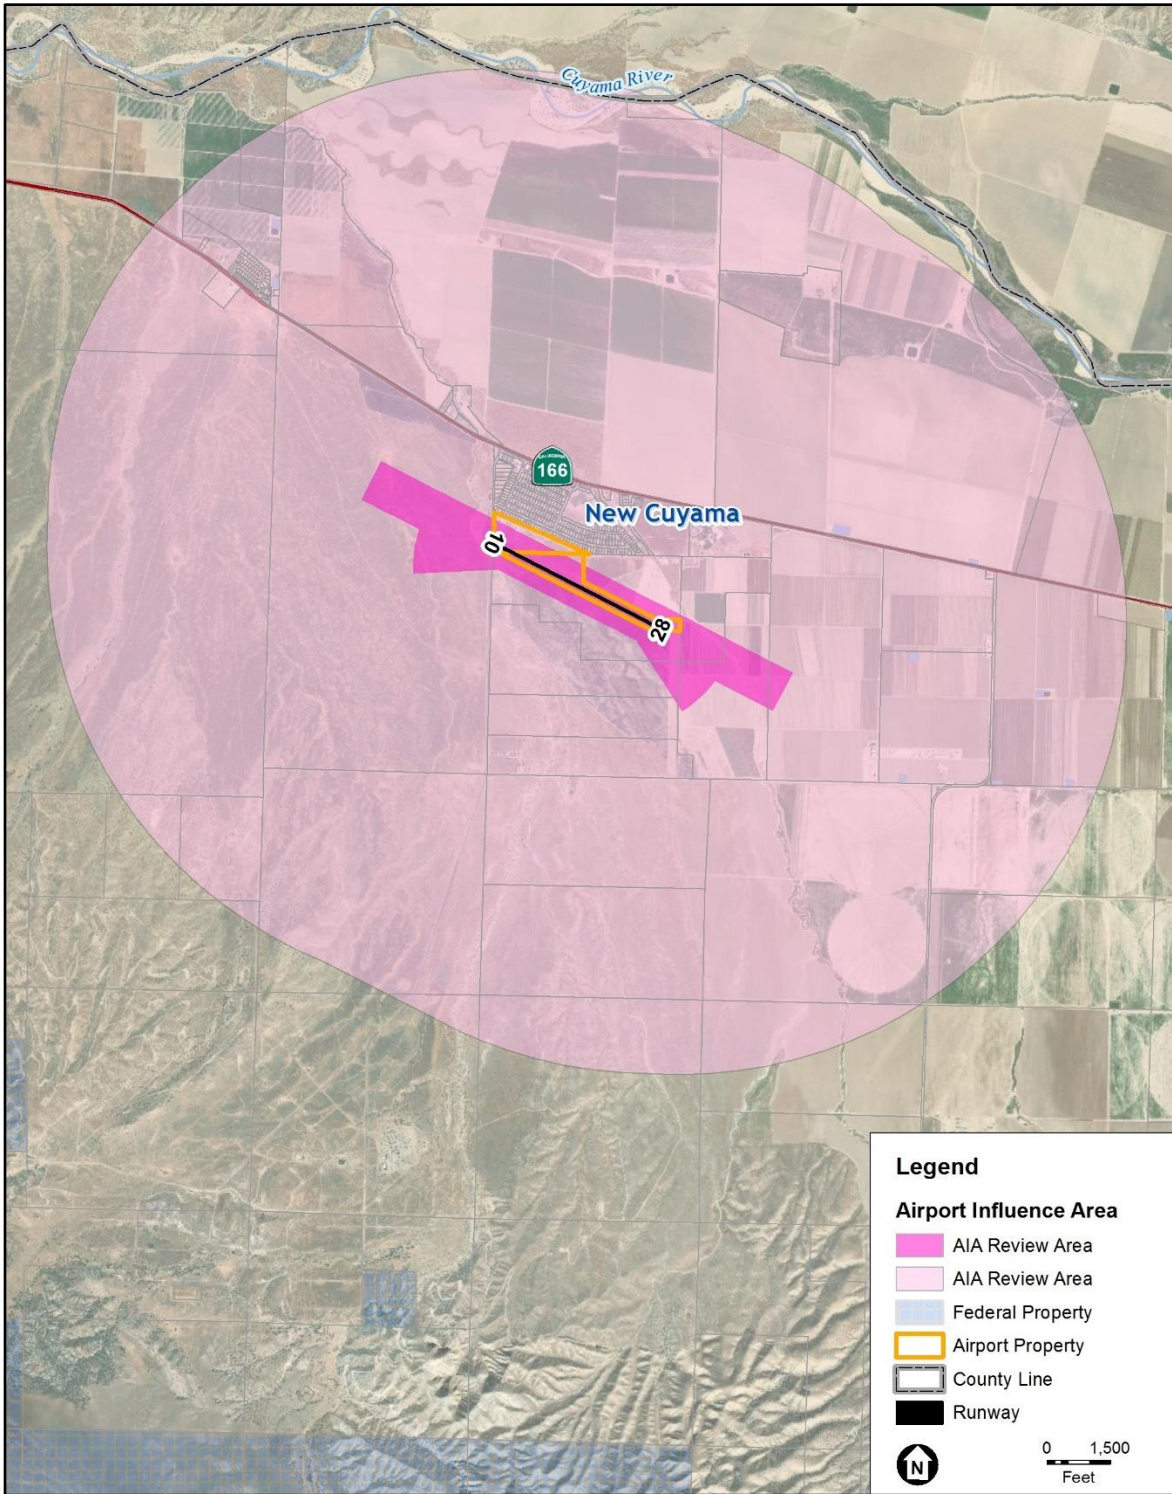 Cuyama River
CALIFORNIA
166
New Cuyama
10
28
Legend
Airport Influence Area
AIA Review Area
AIA Review Area
Federal Property
Airport Property
County Line
Runway
N
0 1,500
Feet